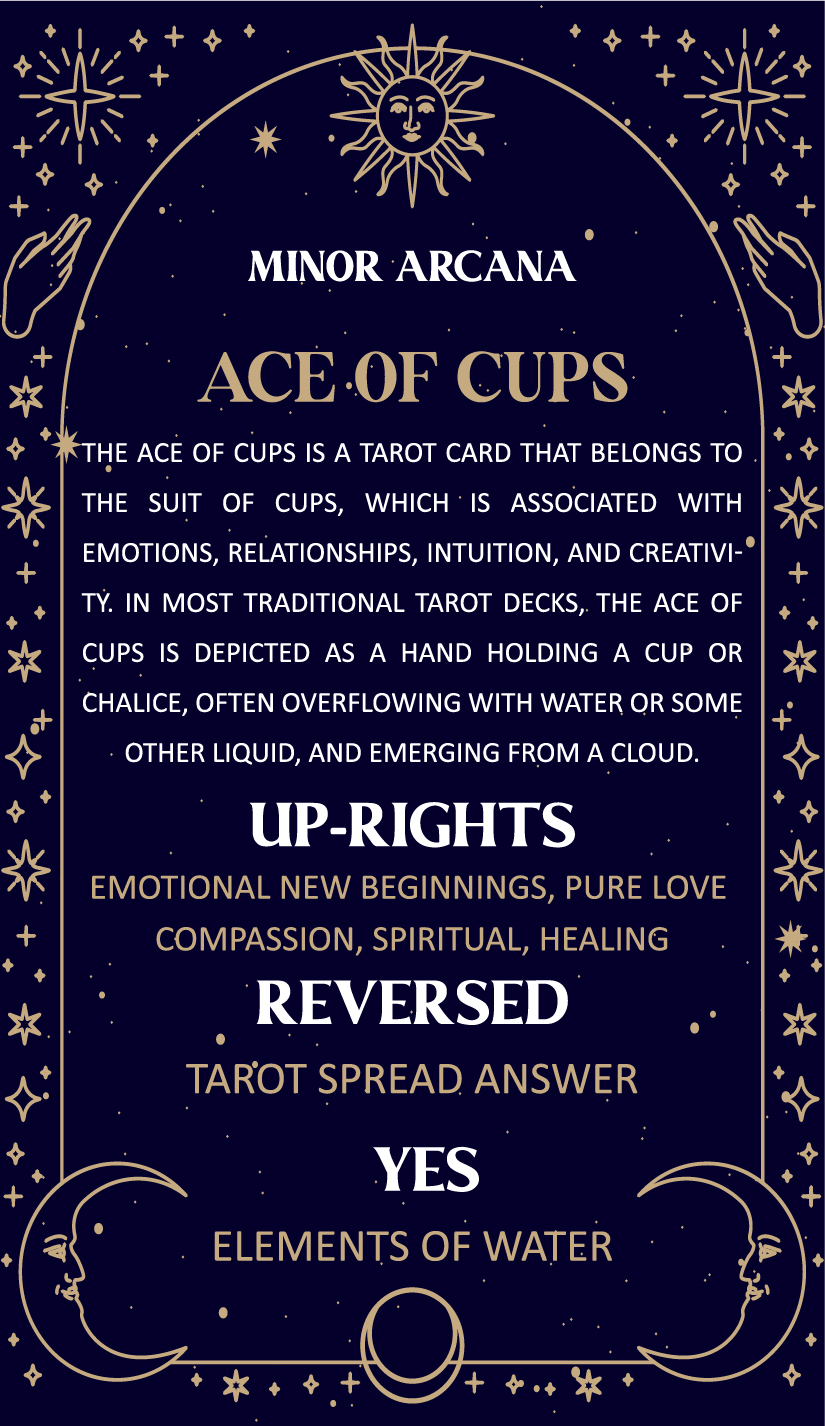 MINOR ARCANA
ACE OF CUPS
THE ACE OF CUPS IS A TAROT CARD THAT BELONGS TO
THE SUIT OF CUPS, WHICH IS ASSOCIATED WITH
EMOTIONS, RELATIONSHIPS, INTUITION, AND CREATIVI-
TY. IN MOST TRADITIONAL TAROT DECKS, THE ACE OF
CUPS IS DEPICTED AS A HAND HOLDING A CUP OR
CHALICE, OFTEN OVERFLOWING WITH WATER OR SOME
OTHER LIQUID, AND EMERGING FROM A CLOUD.
UP-RIGHTS
EMOTIONAL NEW BEGINNINGS, PURE LOVE
COMPASSION, SPIRITUAL, HEALING
REVERSED
TAROT SPREAD ANSWER
YES
ELEMENTS OF WATER